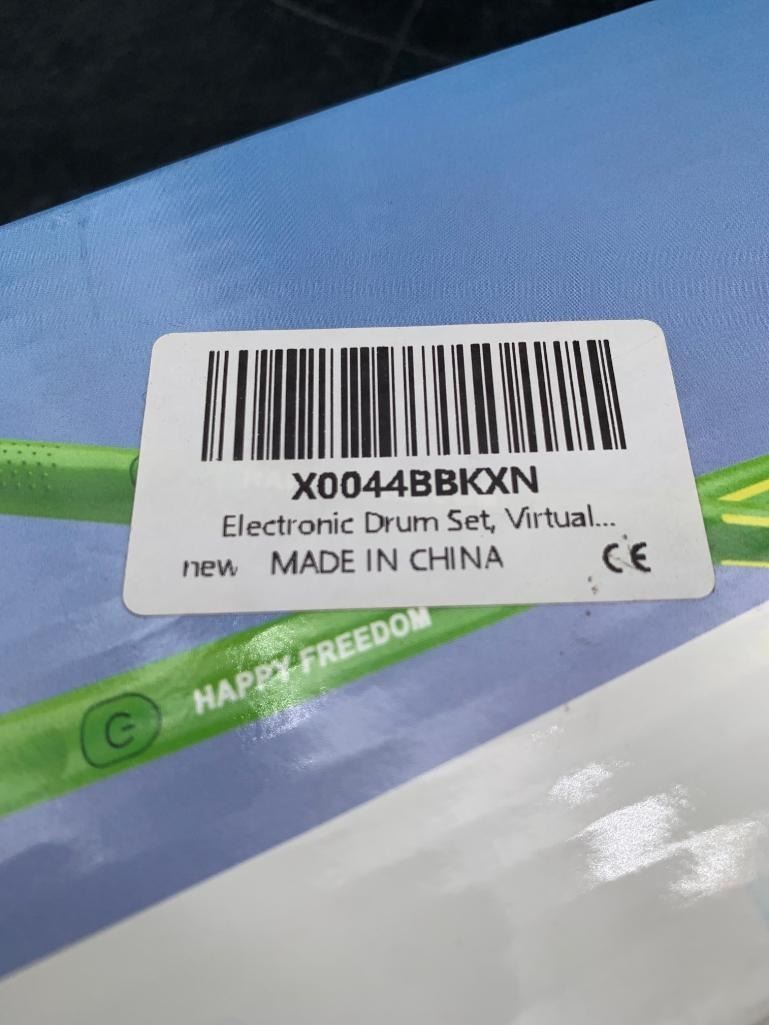 X0044BBKXN
Electronic Drum Set, Virtual...
new MADE IN CHINA CE
HAPPY FREEDOM